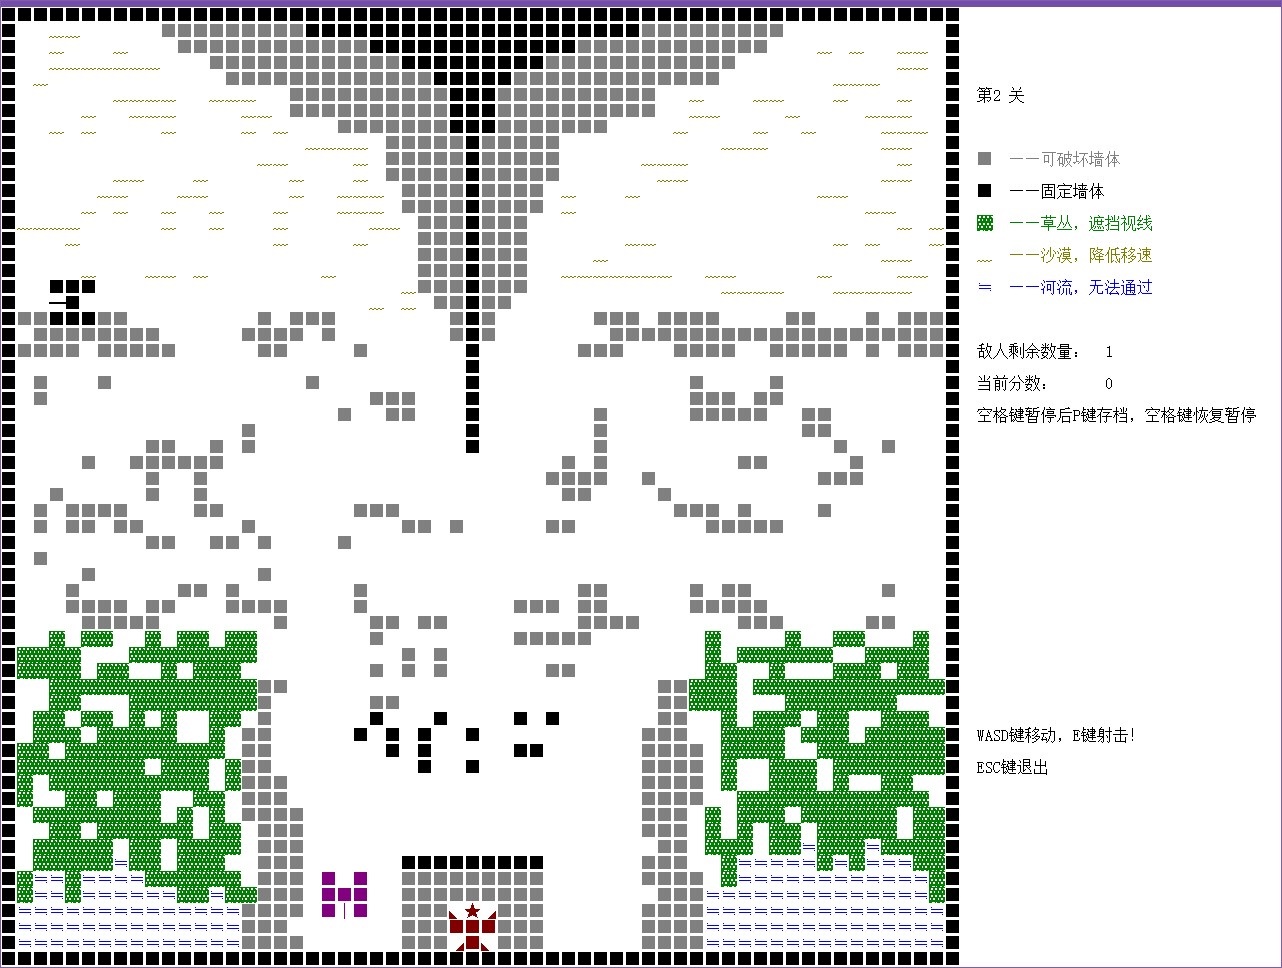 第2 关
——可破坏墙体
——固定墙体
——草丛，遮挡视线
——沙漠，降低移速
——河流，无法通过
敌人剩余数量： 1
当前分数： 0
空格键暂停后P键存档，空格键恢复暂停
WASD键移动，E键射击！
ESC键退出